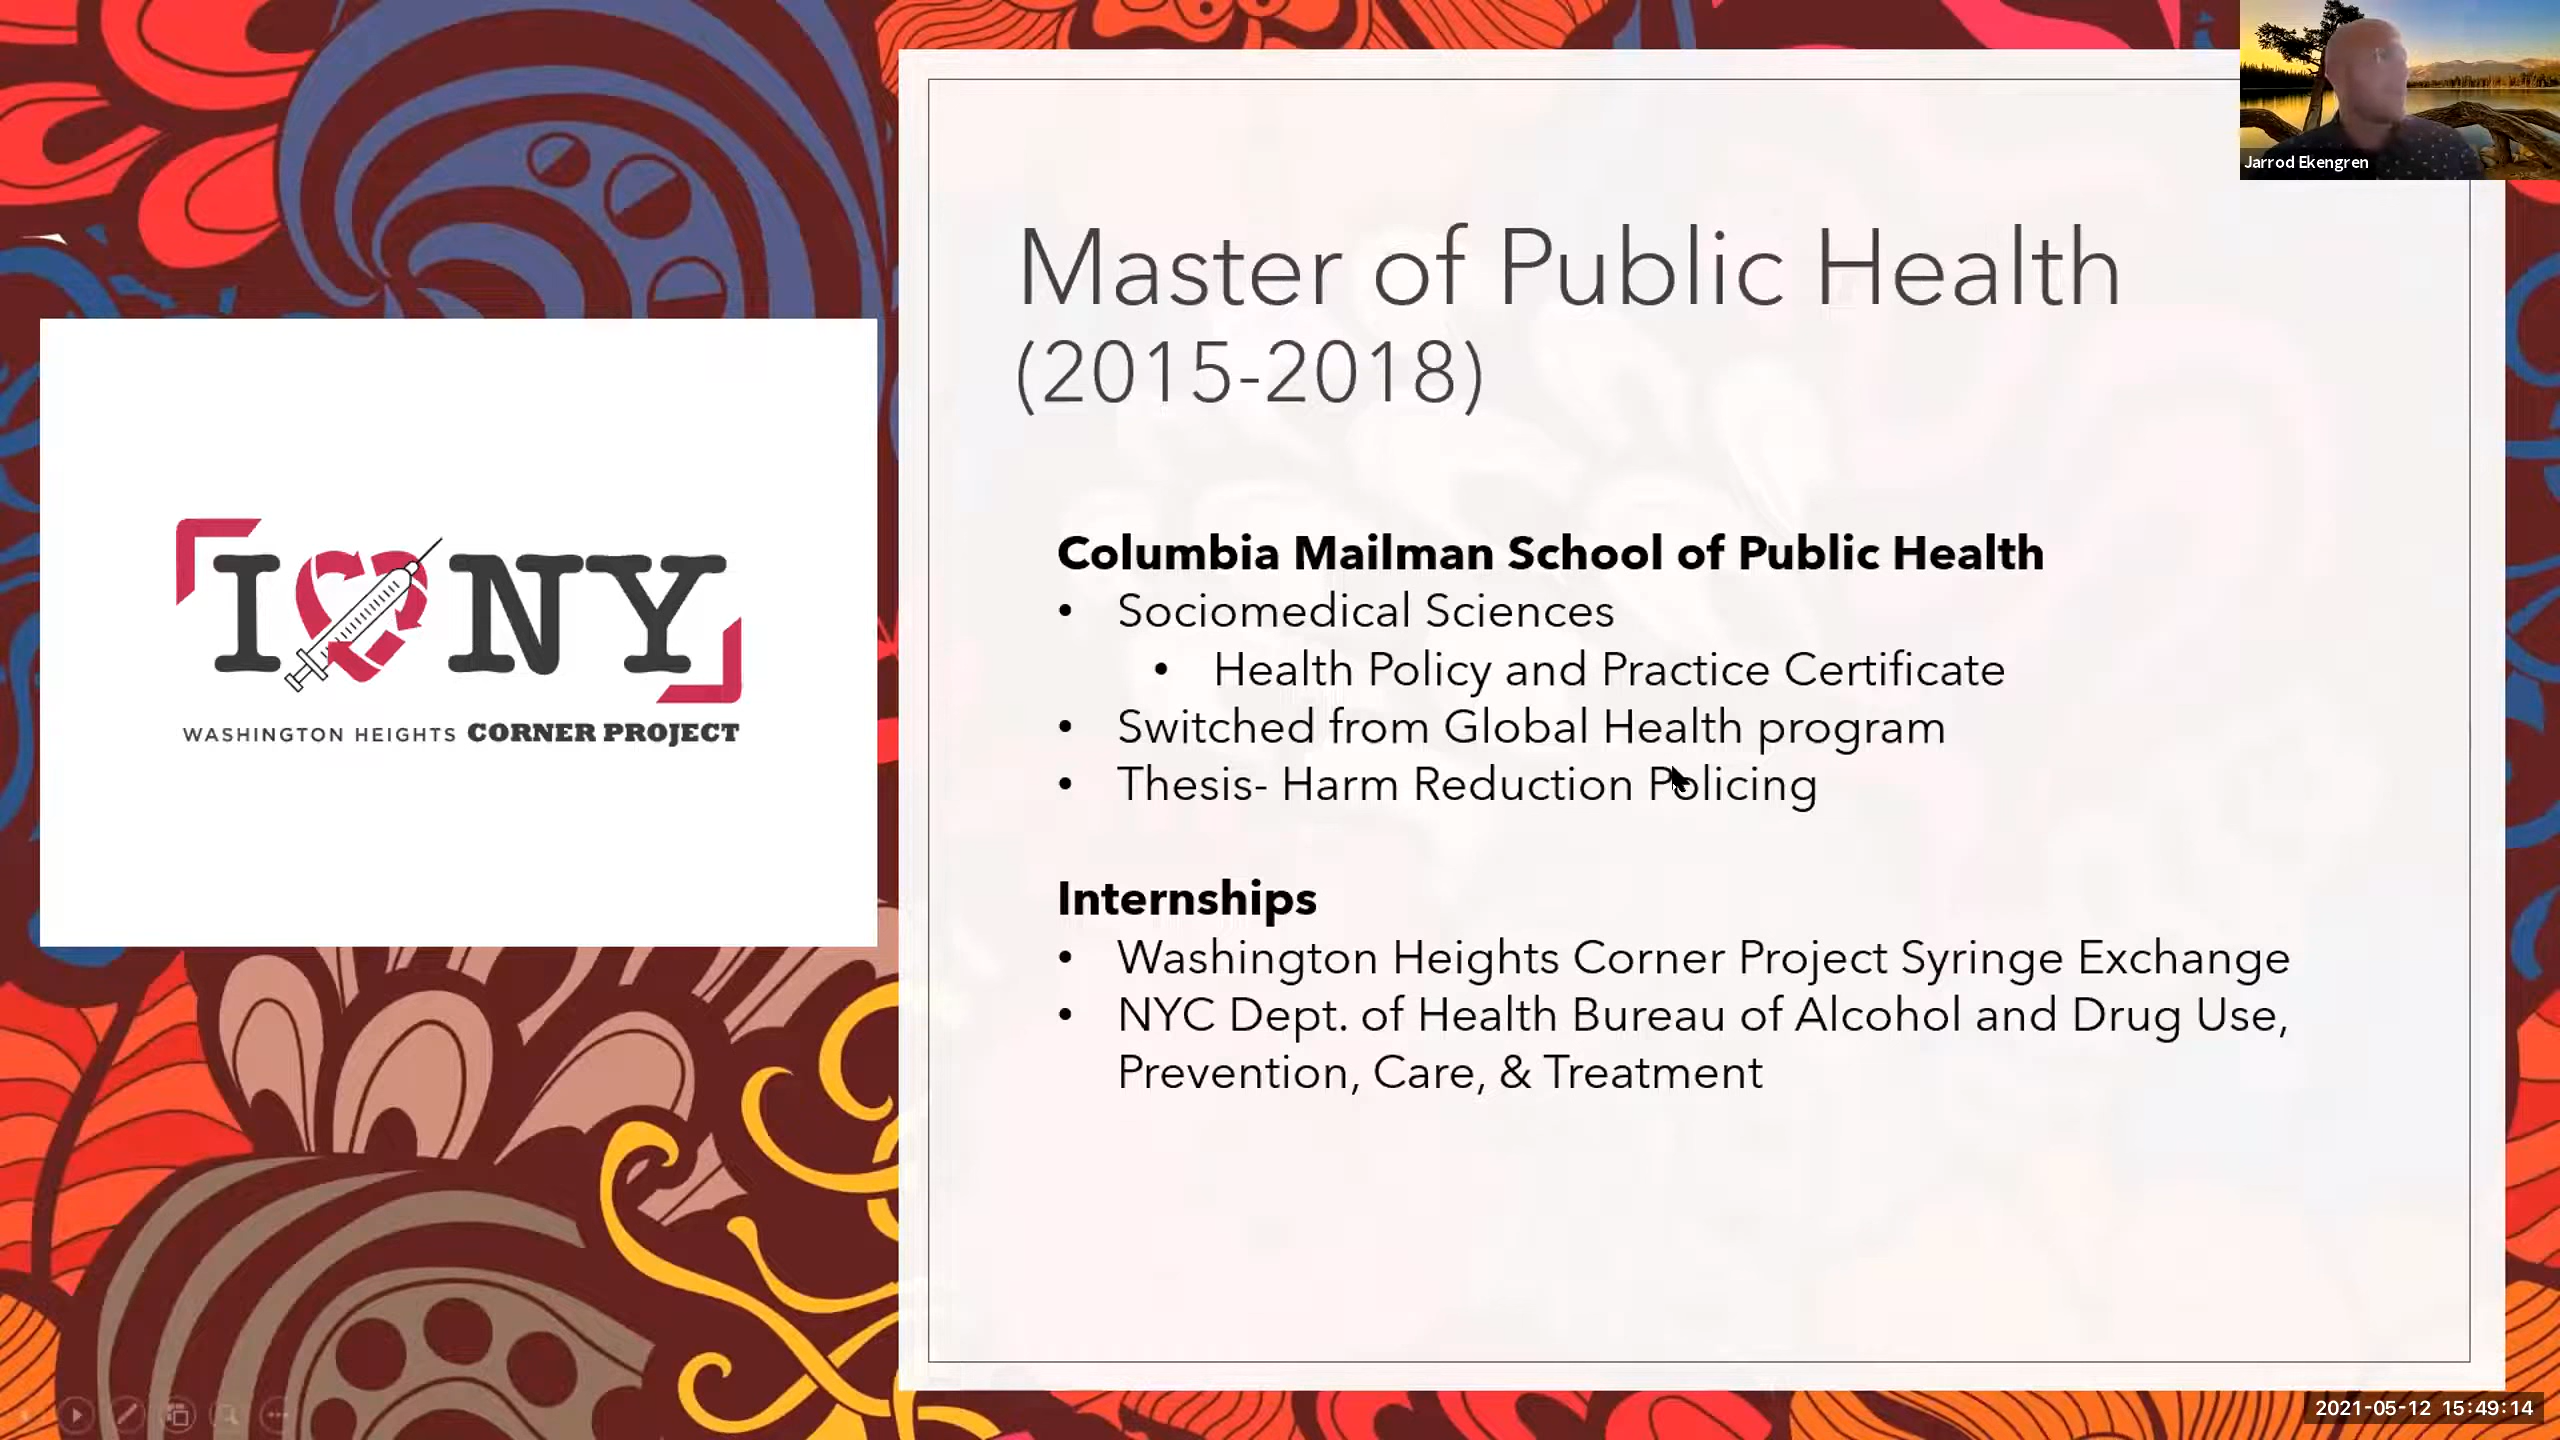 Jarrod Ekengren
Master of Public Health
(2015-2018)
I NY
WASHINGTON HEIGHTS CORNER PROJECT
Columbia Mailman School of Public Health
• Sociomedical Sciences
• Health Policy and Practice Certificate
• Switched from Global Health program
• Thesis- Harm Reduction Policing
Internships
• Washington Heights Corner Project Syringe Exchange
• NYC Dept. of Health Bureau of Alcohol and Drug Use,
Prevention, Care, & Treatment
2021-05-12 15:49:14